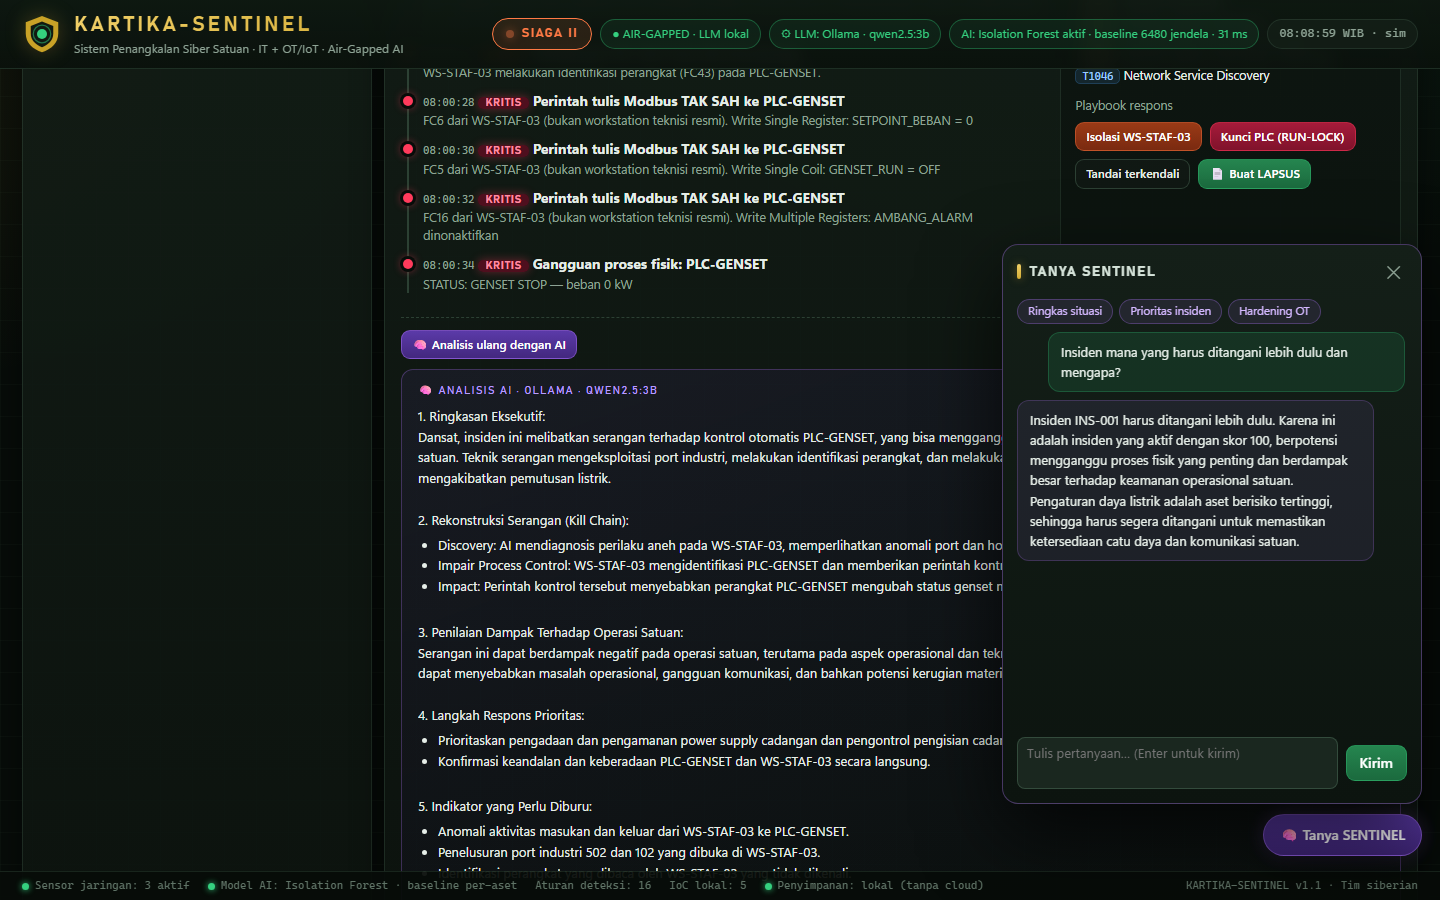 KARTIKA-SENTINEL
Sistem Penangkalan Siber Satuan · IT + OT/IoT · Air-Gapped AI
SIAGA II
AIR-GAPPED · LLM lokal
LLM: Ollama · qwen2.5:3b
AI: Isolation Forest aktif · baseline 6480 jendela · 31 ms
08:08:59 WIB · sim
WS-STAF-03 melakukan identifikasi perangkat (FC43) pada PLC-GENSET.
08:00:28 KRITIS Perintah tulis Modbus TAK SAH ke PLC-GENSET
FC6 dari WS-STAF-03 (bukan workstation teknisi resmi). Write Single Register: SETPOINT_BEBAN = 0
08:00:30 KRITIS Perintah tulis Modbus TAK SAH ke PLC-GENSET
FC5 dari WS-STAF-03 (bukan workstation teknisi resmi). Write Single Coil: GENSET_RUN = OFF
08:00:32 KRITIS Perintah tulis Modbus TAK SAH ke PLC-GENSET
FC16 dari WS-STAF-03 (bukan workstation teknisi resmi). Write Multiple Registers: AMBANG_ALARM
dinonaktifkan
08:00:34 KRITIS Gangguan proses fisik: PLC-GENSET
STATUS: GENSET STOP — beban 0 kW
Analisis ulang dengan AI
ANALISIS AI · OLLAMA · QWEN2.5:3B
1. Ringkasan Eksekutif:
Dansat, insiden ini melibatkan serangan terhadap kontrol otomatis PLC-GENSET, yang bisa menggang
satuan. Teknik serangan mengeksploitasi port industri, melakukan identifikasi perangkat, dan melakuka
mengakibatkan pemutusan listrik.
2. Rekonstruksi Serangan (Kill Chain):
• Discovery: AI mendiagnosis perilaku aneh pada WS-STAF-03, memperlihatkan anomali port dan ho
• Impair Process Control: WS-STAF-03 mengidentifikasi PLC-GENSET dan memberikan perintah kontr
• Impact: Perintah kontrol tersebut menyebabkan perangkat PLC-GENSET mengubah status genset m
3. Penilaian Dampak Terhadap Operasi Satuan:
Serangan ini dapat berdampak negatif pada operasi satuan, terutama pada aspek operasional dan tekn
dapat menyebabkan masalah operasional, gangguan komunikasi, dan bahkan potensi kerugian materi
4. Langkah Respons Prioritas:
• Prioritaskan pengadaan dan pengamanan power supply cadangan dan pengontrol pengisian cadan
• Konfirmasi keandalan dan keberadaan PLC-GENSET dan WS-STAF-03 secara langsung.
5. Indikator yang Perlu Diburu:
• Anomali aktivitas masukan dan keluar dari WS-STAF-03 ke PLC-GENSET.
• Penelusuran port industri 502 dan 102 yang dibuka di WS-STAF-03.
T1046 Network Service Discovery
Playbook respons
Isolasi WS-STAF-03
Kunci PLC (RUN-LOCK)
Tandai terkendali
Buat LAPSUS
TANYA SENTINEL
Ringkas situasi
Prioritas insiden
Hardening OT
Insiden mana yang harus ditangani lebih dulu dan
mengapa?
Insiden INS-001 harus ditangani lebih dulu. Karena ini
adalah insiden yang aktif dengan skor 100, berpotensi
mengganggu proses fisik yang penting dan berdampak
besar terhadap keamanan operasional satuan.
Pengaturan daya listrik adalah aset berisiko tertinggi,
sehingga harus segera ditangani untuk memastikan
ketersediaan catu daya dan komunikasi satuan.
Tulis pertanyaan... (Enter untuk kirim)
Kirim
Tanya SENTINEL
Sensor jaringan: 3 aktif
Model AI: Isolation Forest · baseline per-aset
Aturan deteksi: 16
IoC lokal: 5
Penyimpanan: lokal (tanpa cloud)
KARTIKA-SENTINEL v1.1 · Tim siberian